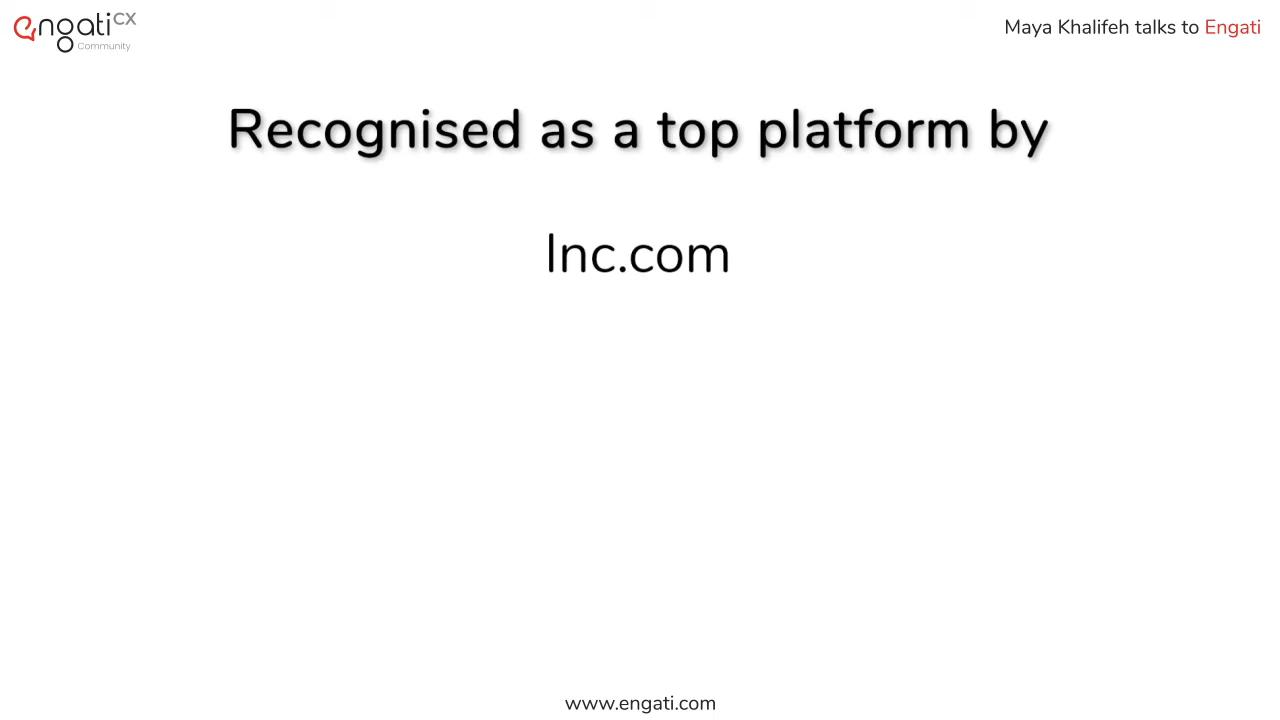 engati CX
Community
Maya Khalifeh talks to Engati
Recognised as a top platform by
Inc.com
www.engati.com